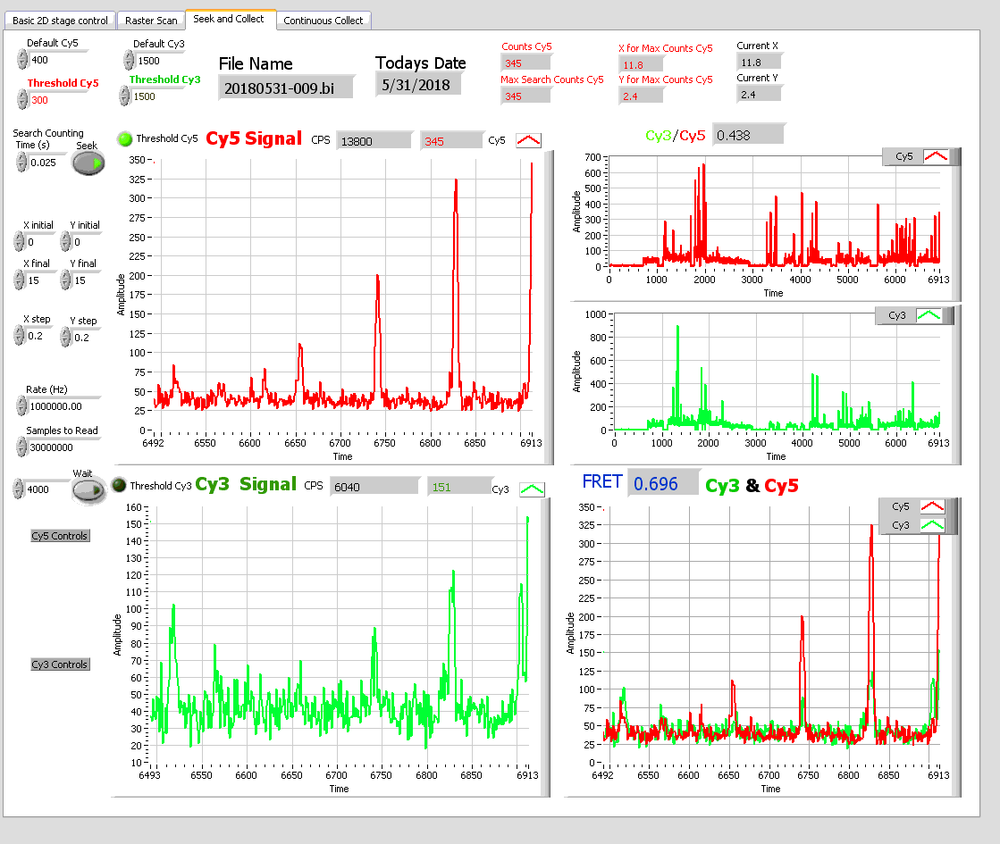 Basic 2D stage control Raster Scan Seek and Collect Continuous Collect
Default Cy5
400
Threshold Cy5
300
Default Cy3
1500
Threshold Cy3
1500
File Name
20180531-009.bi
Todays Date
5/31/2018
Counts Cy5
345
Max Search Counts Cy5
345
X for Max Counts Cy5
11.8
Y for Max Counts Cy5
2.4
Current X
11.8
Current Y
2.4
Search Counting
Time (s)
0.025
Seek
X initial
0
Y initial
0
X final
15
Y final
15
X step
0.2
Y step
0.2
Rate (Hz)
1000000.00
Samples to Read
30000000
Wait
4000
Cy5 Controls
Cy3 Controls
Threshold Cy5 Cy5 Signal CPS 13800 345 Cy5
Amplitude
350
325
300
275
250
225
200
175
150
125
100
75
50
25
0
6492 6550 6600 6650 6700 6750 6800 6850 6913
Time
Cy3/Cy5 0.438
Cy5
Amplitude
700
600
500
400
300
200
100
0
0 1000 2000 3000 4000 5000 6000 6913
Time
Cy3
Amplitude
1000
800
600
400
200
0
0 1000 2000 3000 4000 5000 6000 6913
Time
Threshold Cy3 Cy3 Signal CPS 6040 151 Cy3
Amplitude
160
150
140
130
120
110
100
90
80
70
60
50
40
30
20
10
6493 6550 6600 6650 6700 6750 6800 6850 6913
Time
FRET 0.696 Cy3 & Cy5
Cy5
Cy3
Amplitude
350
325
300
275
250
225
200
175
150
125
100
75
50
25
0
6492 6550 6600 6650 6700 6750 6800 6850 6913
Time